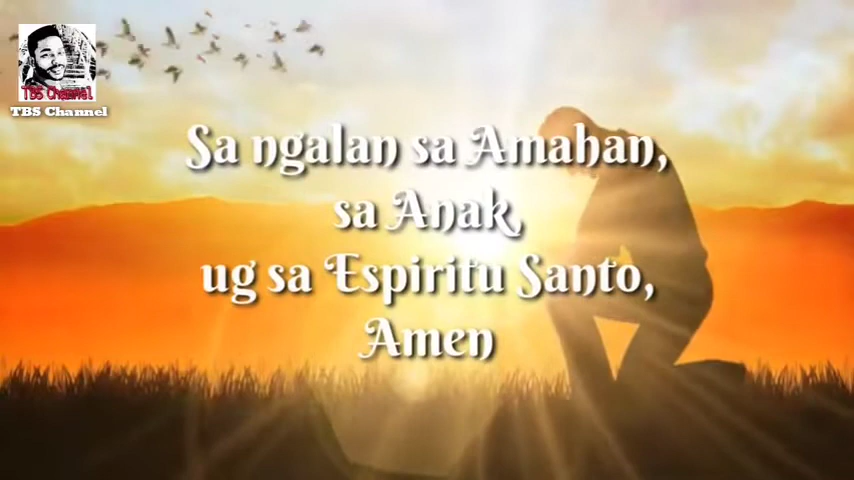 TBS Channel
TBS Channel
Sa ngalan sa Amahan,
sa Anak,
ug sa Espiritu Santo,
Amen